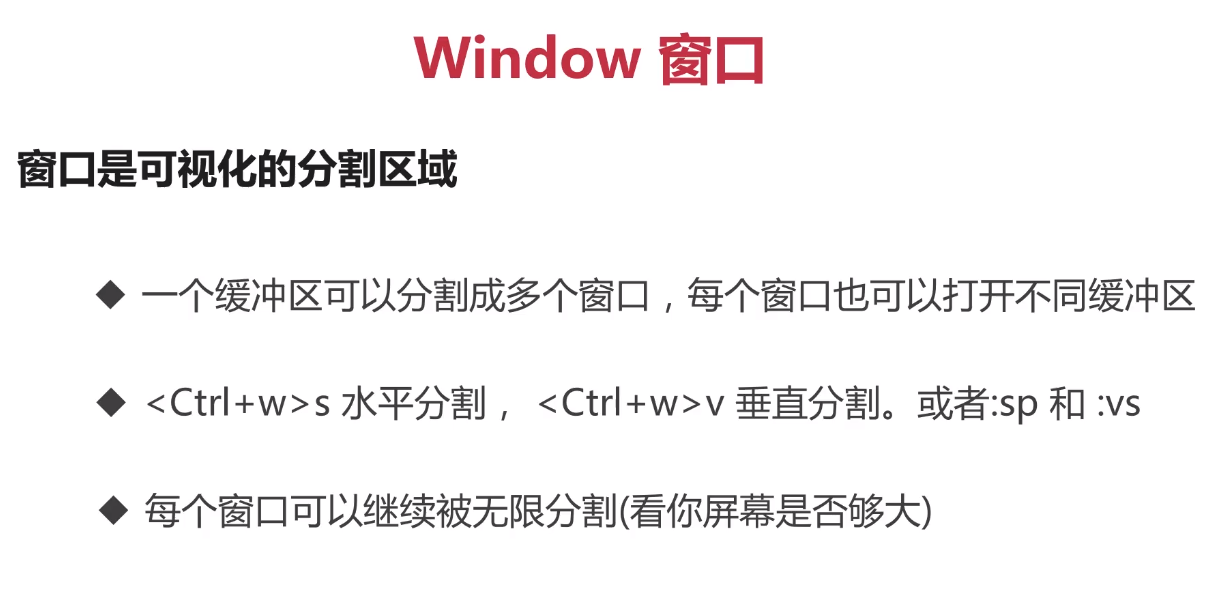 Window 窗口
窗口是可视化的分割区域
◆ 一个缓冲区可以分割成多个窗口，每个窗口也可以打开不同缓冲区
◆ <Ctrl+w>s 水平分割， <Ctrl+w>v 垂直分割。或者:sp 和 :vs
◆ 每个窗口可以继续被无限分割(看你屏幕是否够大)